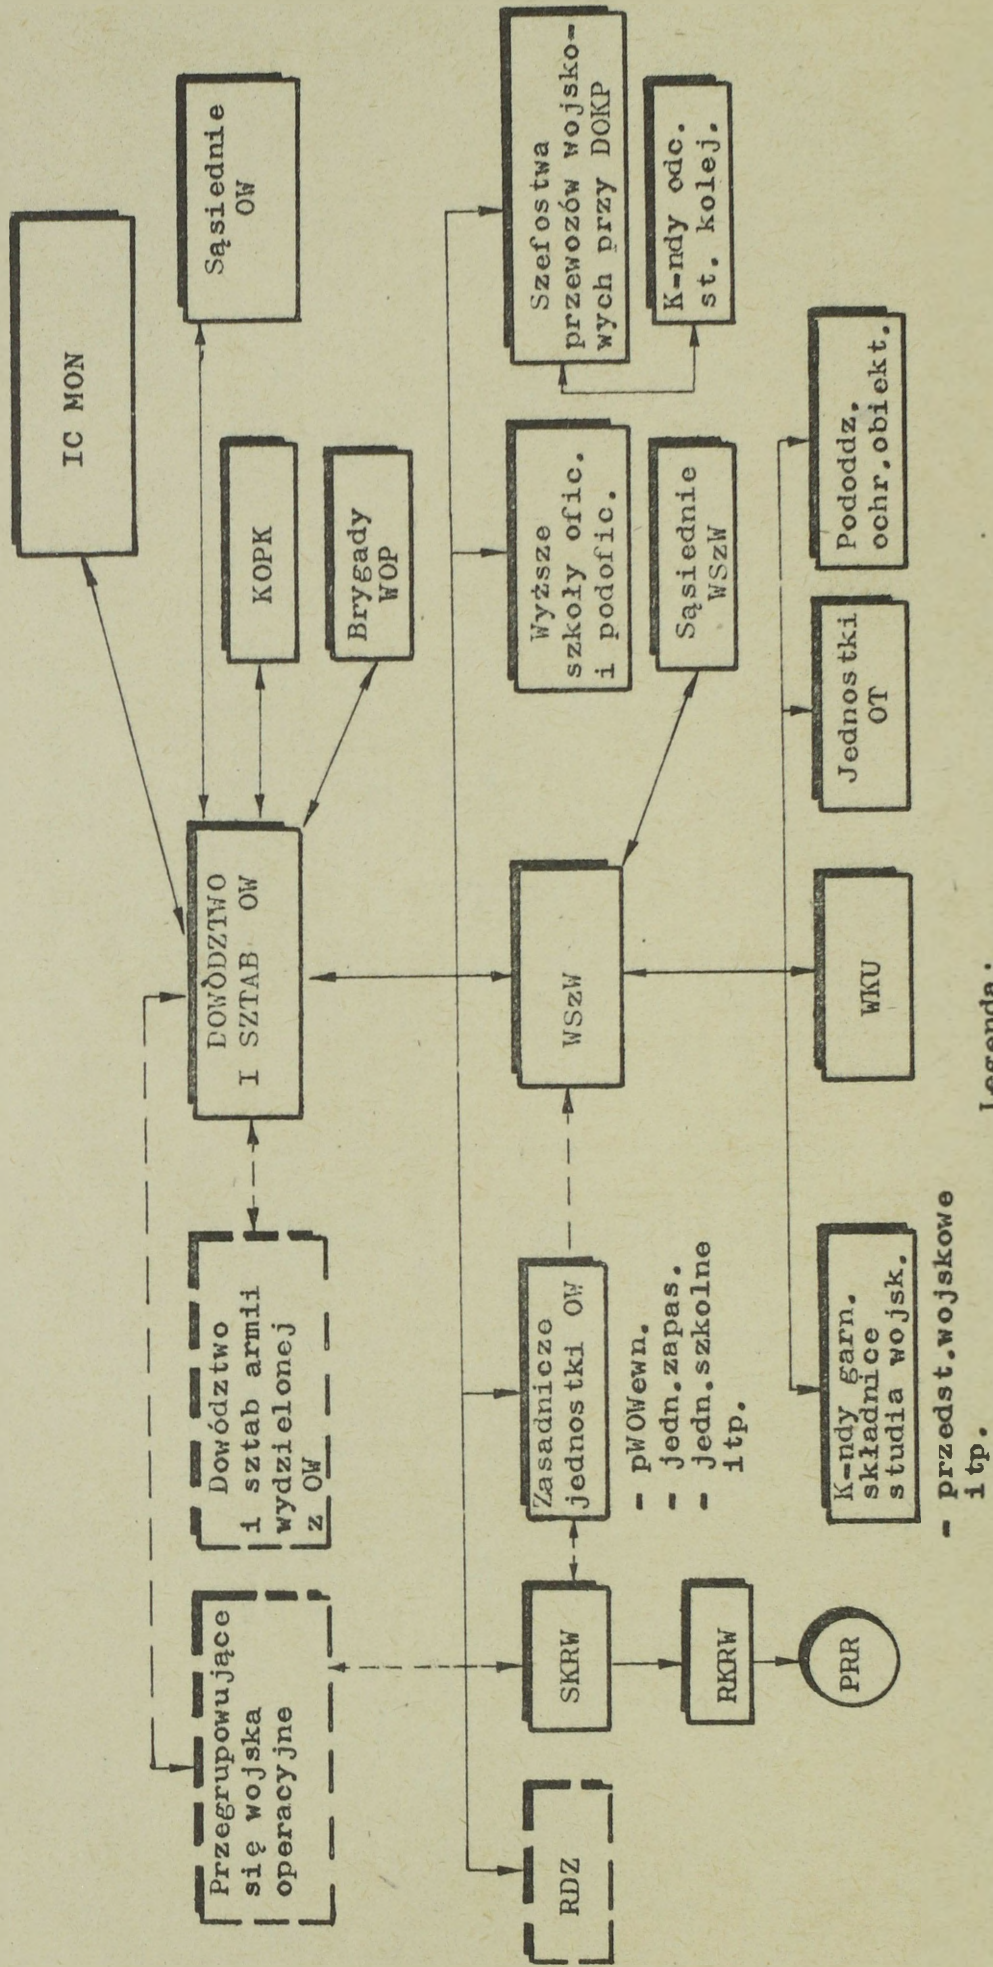 IC MON
Sąsiednie
OW
KOPK
Brygady
WOP
DOWÓDZTWO
I SZTAB OW
Dowództwo
i sztab armii
wydzielonej
z OW
Przegrupowujące
się wojska
operacyjne
Szefostwa
przewozów wojsko-
wych przy DOKP
K-ndy odc.
st. kolej.
Wyższe
szkoły ofic.
i podofic.
Sąsiednie
WSzW
WSzW
Zasadnicze
jednostki OW
- pWOWewn.
- jedn.zapas.
- jedn.szkolne
itp.
SKRW
RKRW
PRR
RDZ
Pododdz.
ochr.obiekt.
Jednostki
OT
WKU
K-ndy garn.
składnice
studia wojsk.
- przedst.wojskowe
itp.
Legenda: